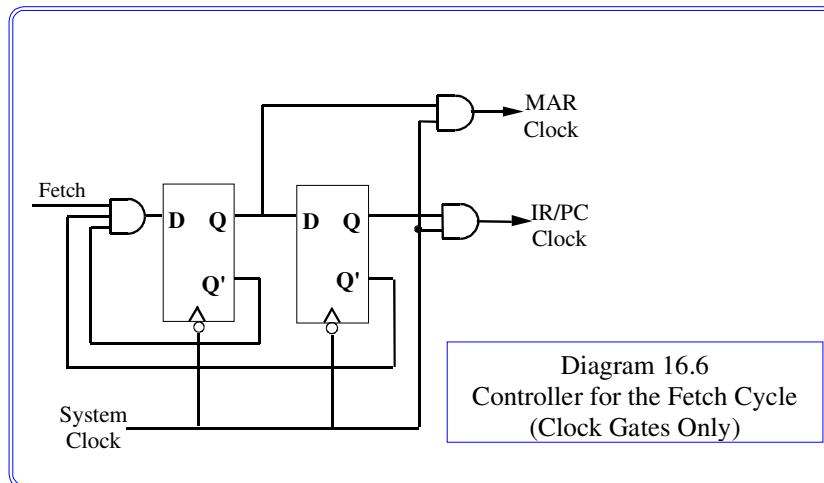 MAR
Clock
Fetch
D Q D Q
IR/PC
Clock
Q' Q'
System
Clock
Diagram 16.6
Controller for the Fetch Cycle
(Clock Gates Only)